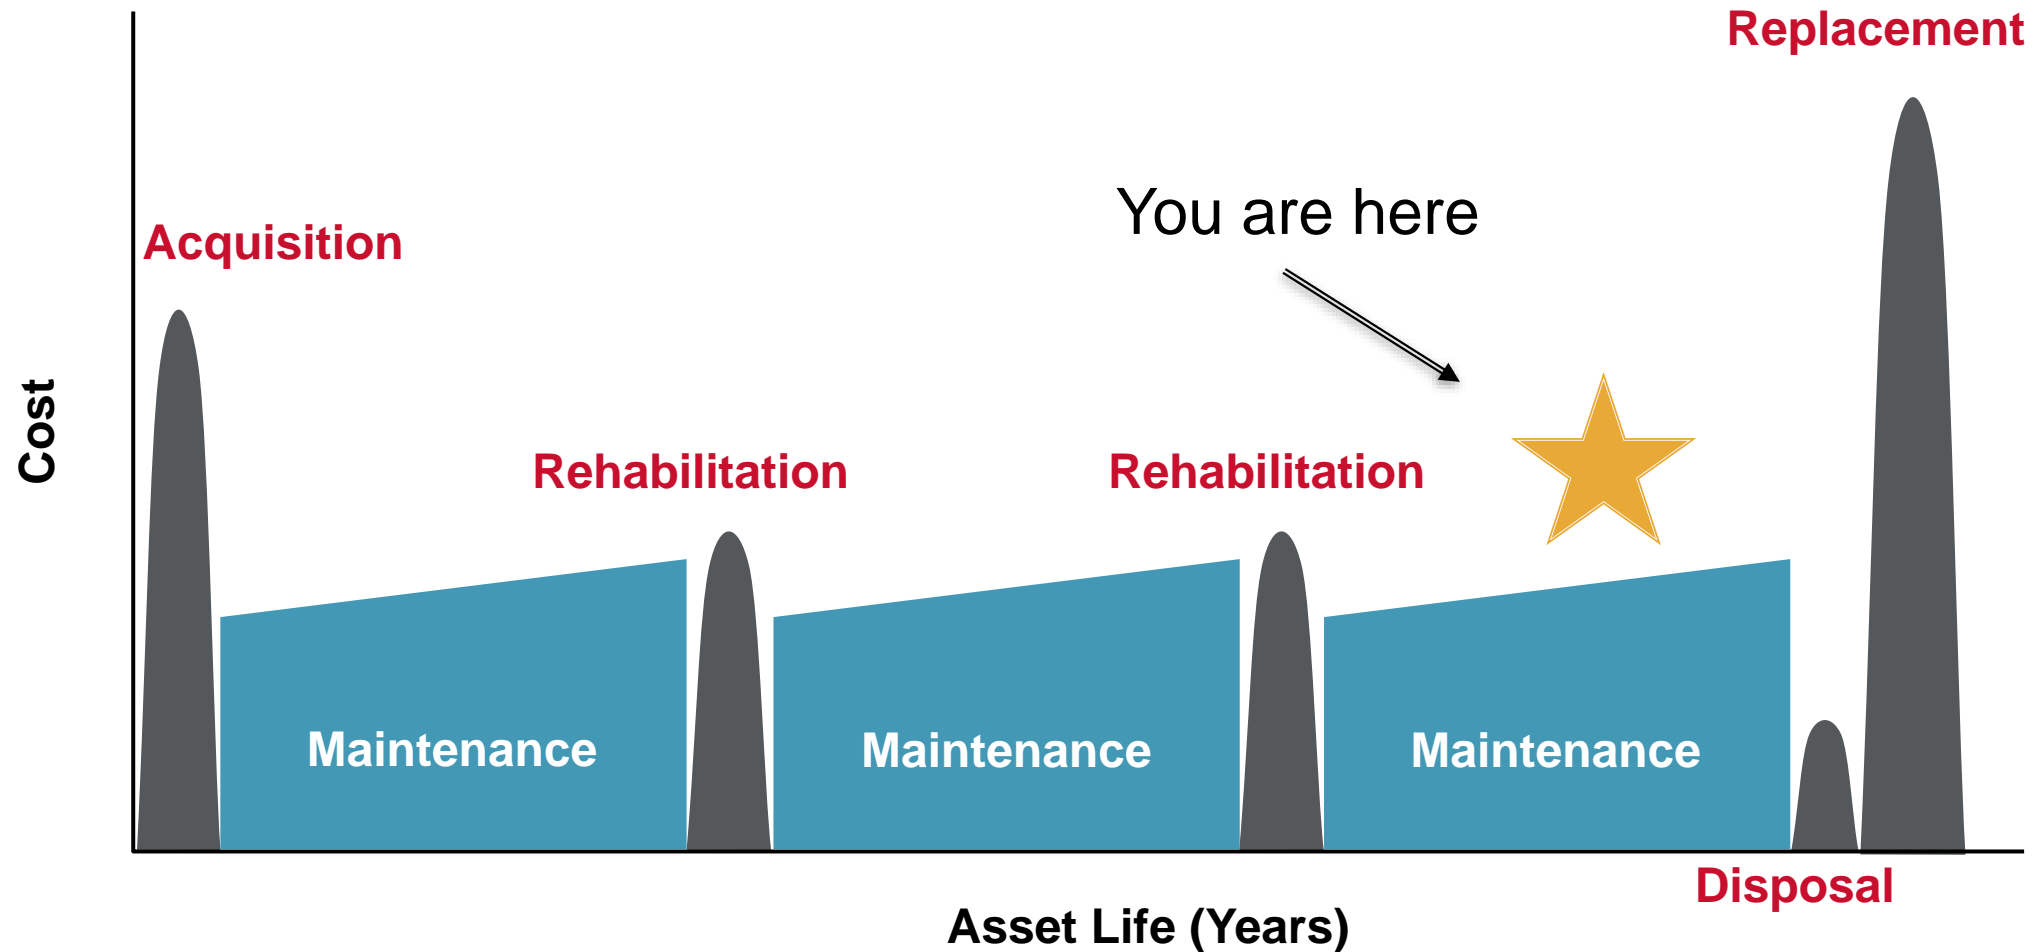 Replacement
You are here
Acquisition
Cost
Rehabilitation
Rehabilitation
Maintenance
Maintenance
Maintenance
Disposal
Asset Life (Years)